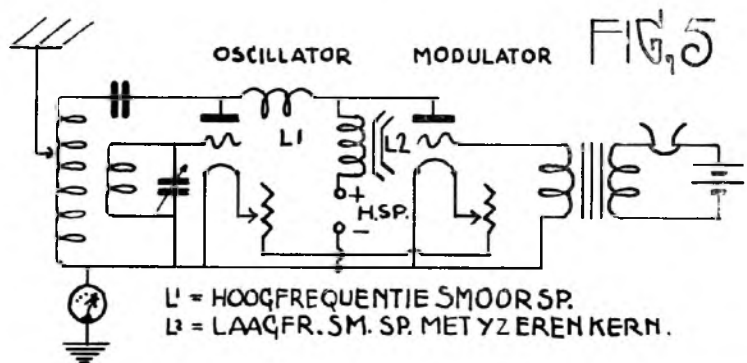 FIG, 5
OSCILLATOR MODULATOR
L1
L2
+
H.SP.
-
L1 = HOOGFREQUENTIE SMOORSP.
L2 = LAAGFR. SM. SP. MET YZEREN KERN.